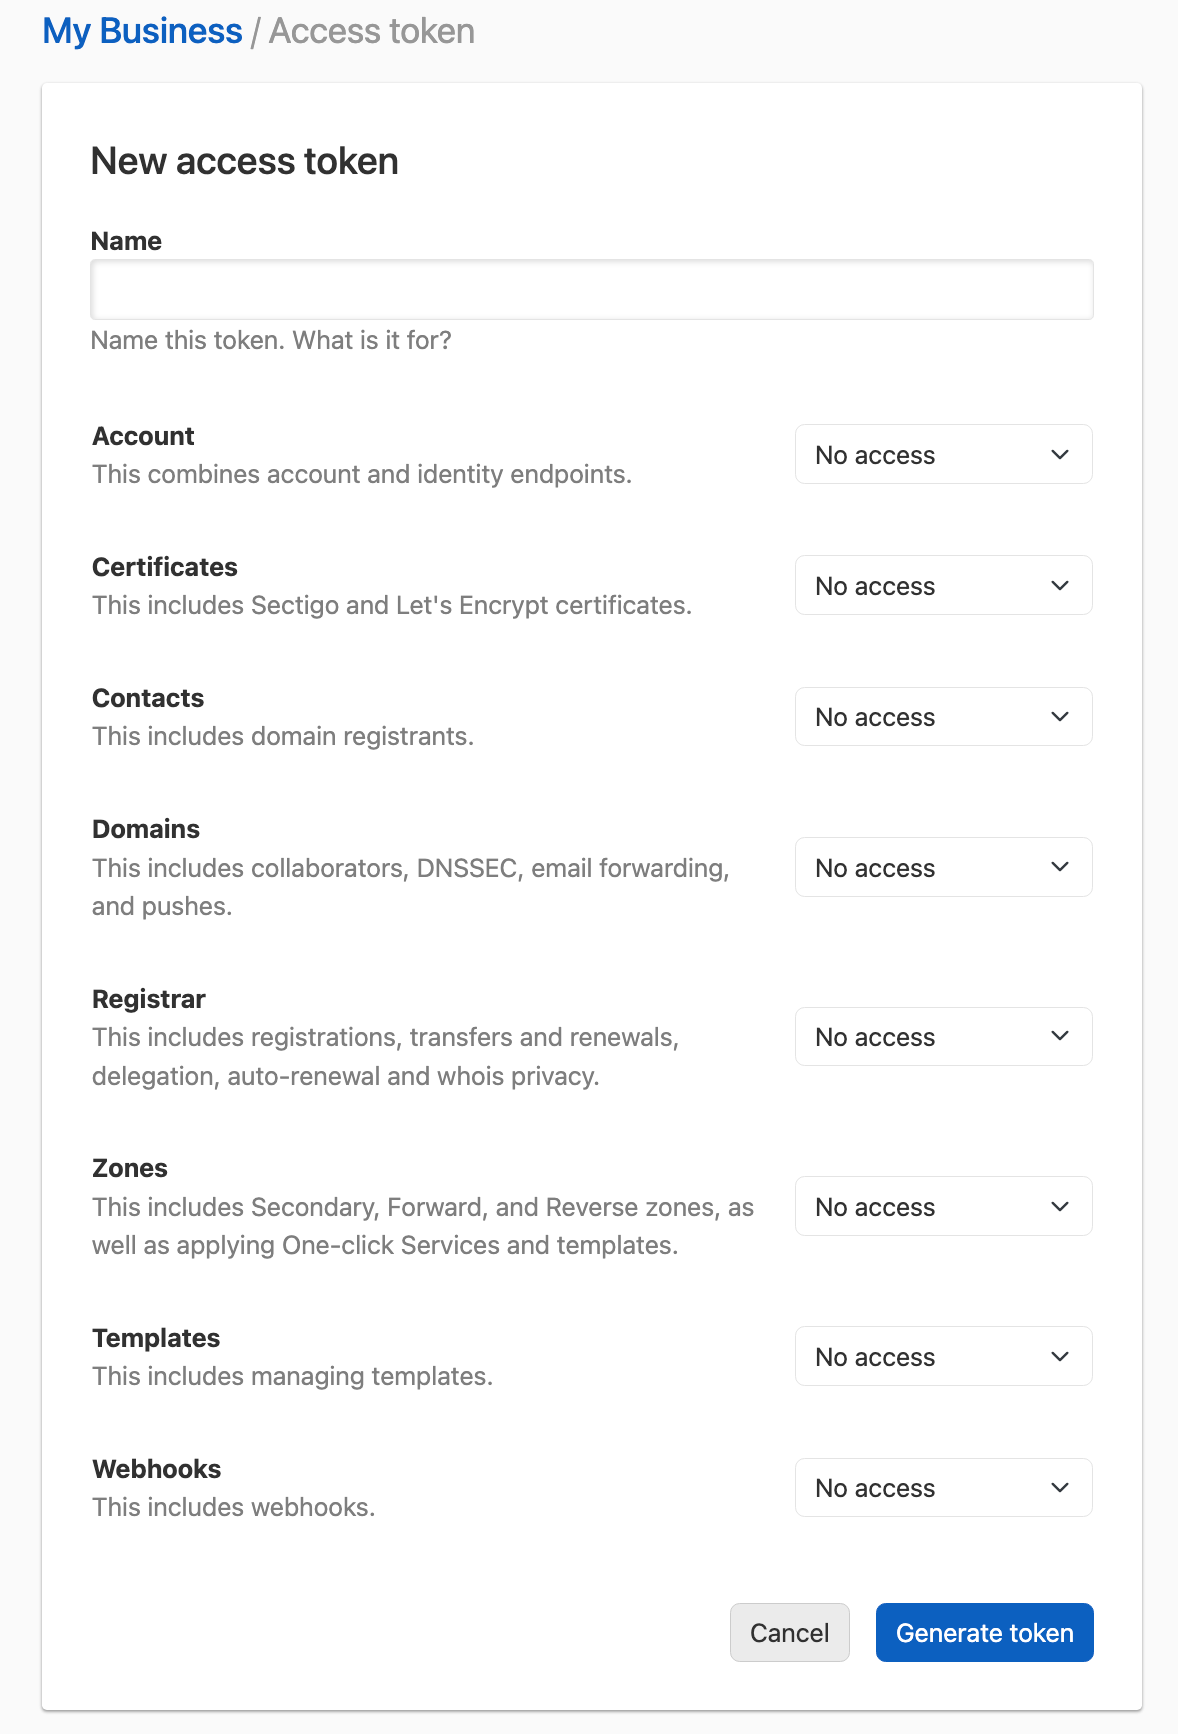 My Business / Access token
New access token
Name
Name this token. What is it for?
Account
This combines account and identity endpoints.
No access
Certificates
This includes Sectigo and Let's Encrypt certificates.
No access
Contacts
This includes domain registrants.
No access
Domains
This includes collaborators, DNSSEC, email forwarding,
and pushes.
No access
Registrar
This includes registrations, transfers and renewals,
delegation, auto-renewal and whois privacy.
No access
Zones
This includes Secondary, Forward, and Reverse zones, as
well as applying One-click Services and templates.
No access
Templates
This includes managing templates.
No access
Webhooks
This includes webhooks.
No access
Cancel
Generate token